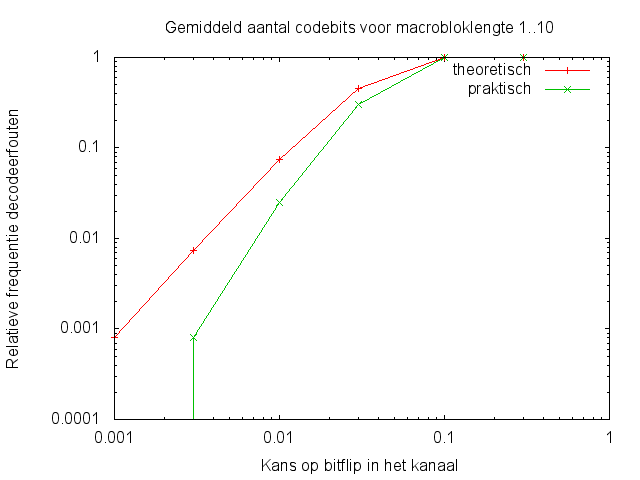 Gemiddeld aantal codebits voor macrobloklengte 1..10
Relatieve frequentie decodeerfouten
1
0.1
0.01
0.001
0.0001
theoretisch
praktisch
0.001 0.01 0.1 1
Kans op bitflip in het kanaal